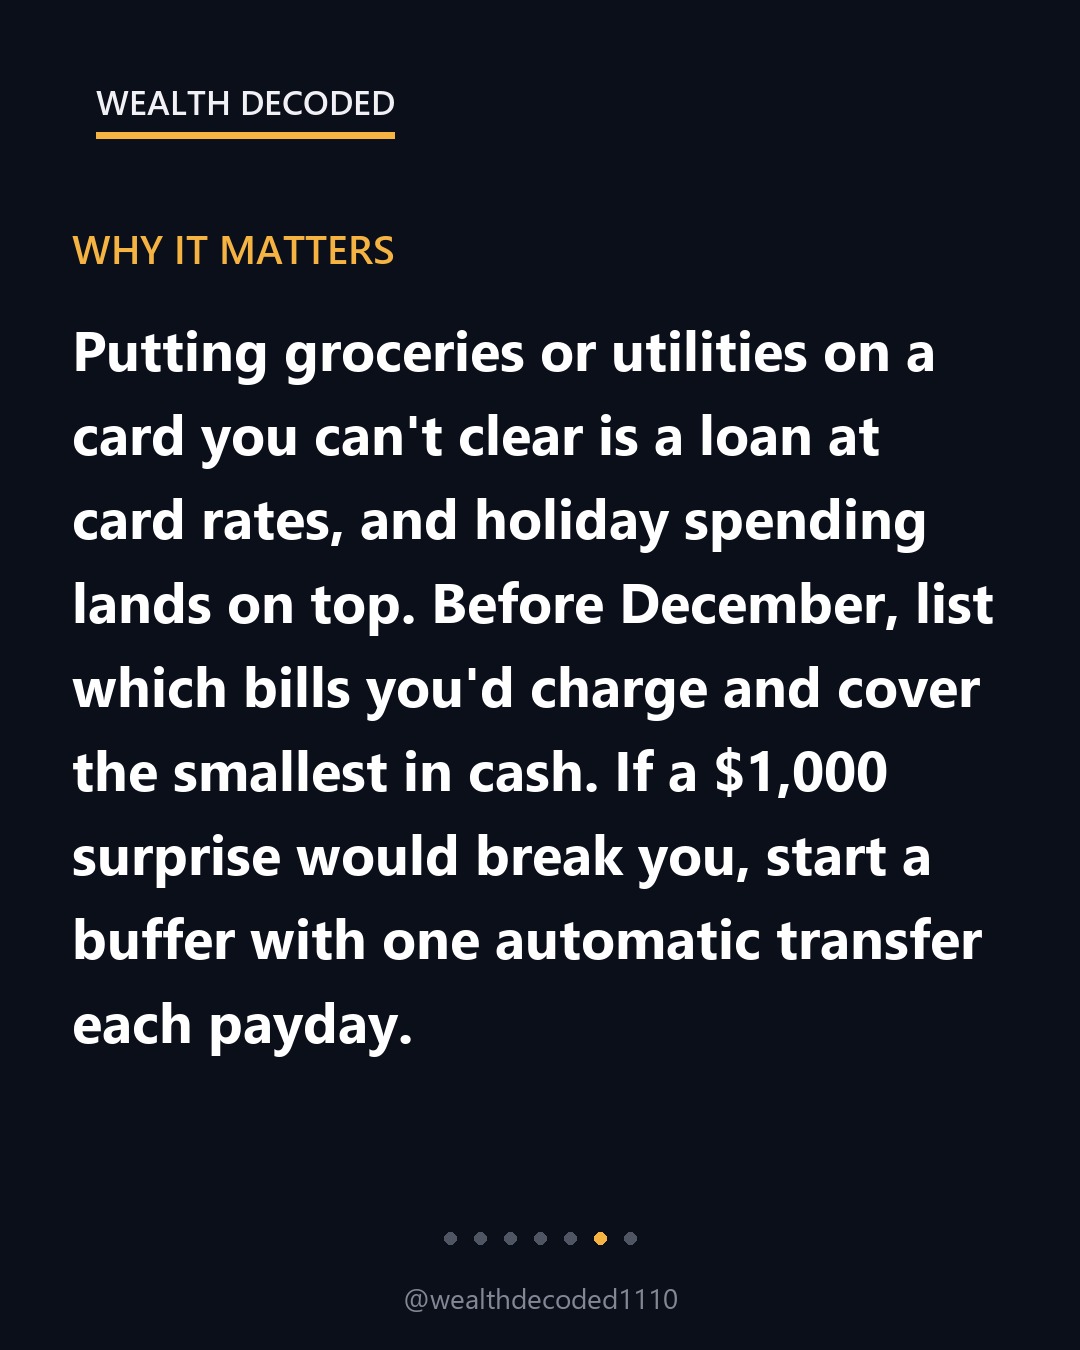 WEALTH DECODED
WHY IT MATTERS
Putting groceries or utilities on a
card you can't clear is a loan at
card rates, and holiday spending
lands on top. Before December, list
which bills you'd charge and cover
the smallest in cash. If a $1,000
surprise would break you, start a
buffer with one automatic transfer
each payday.
@wealthdecoded1110